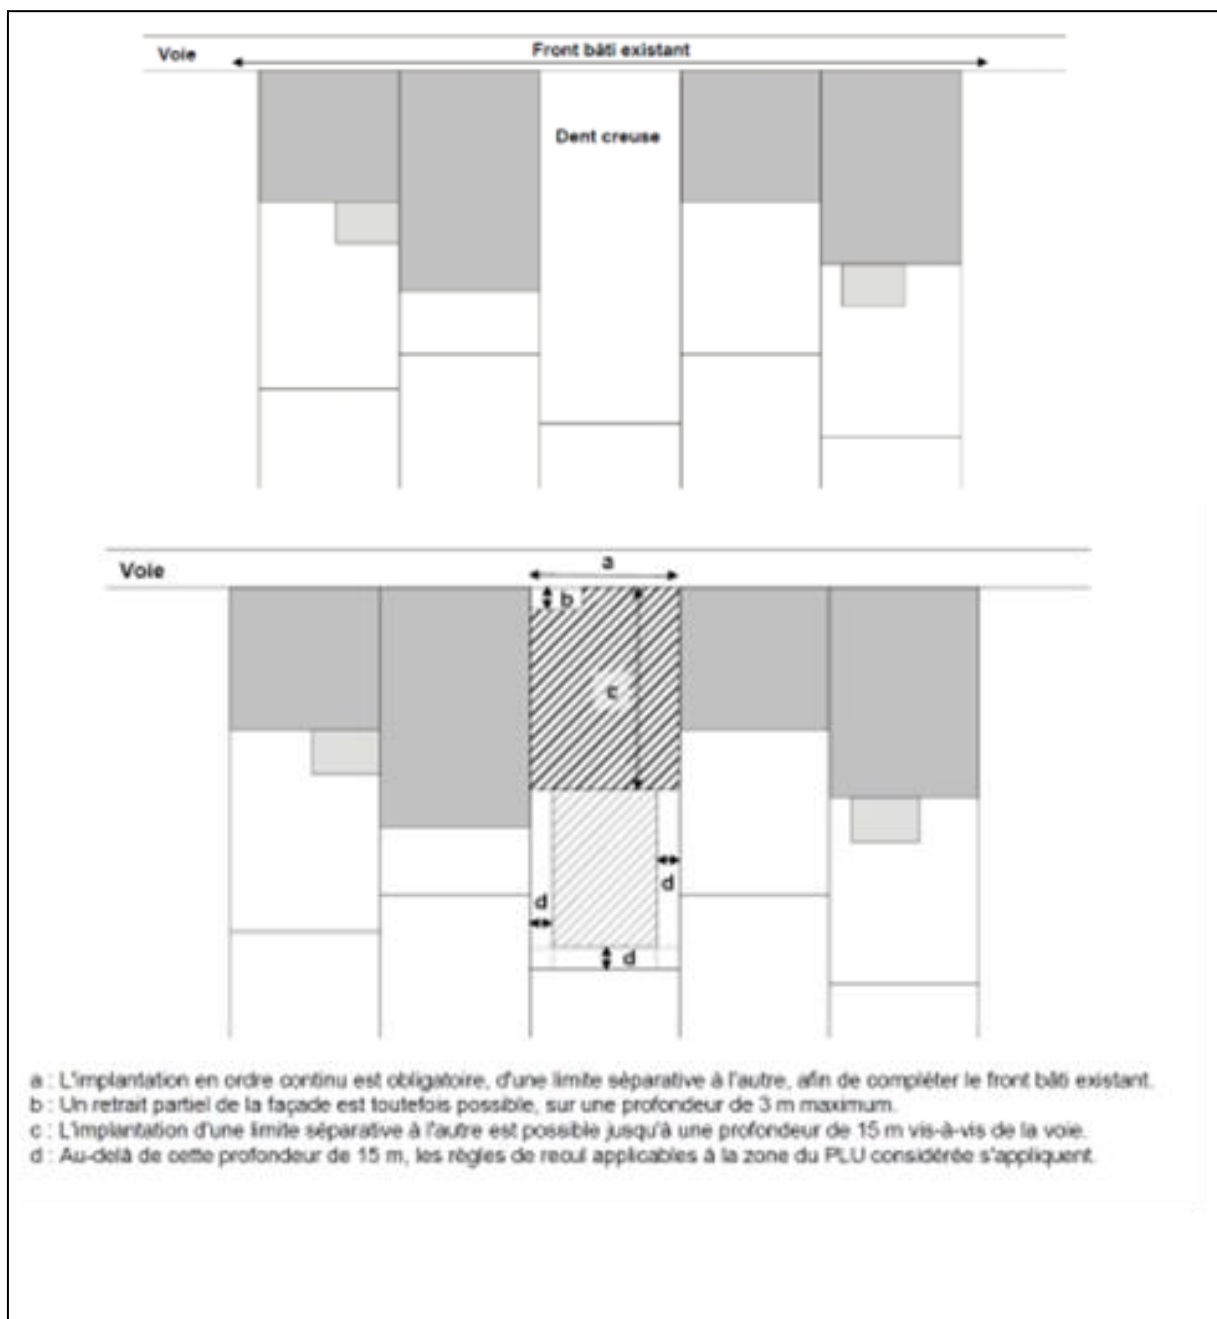 Voie
Front bâti existant
Dent creuse
Voie
a
b
c
d
d
d
a : L'implantation en ordre continu est obligatoire, d'une limite séparative à l'autre, afin de compléter le front bâti existant.
b : Un retrait partiel de la façade est toutefois possible, sur une profondeur de 3 m maximum.
c : L'implantation d'une limite séparative à l'autre est possible jusqu'à une profondeur de 15 m vis-à-vis de la voie.
d : Au-delà de cette profondeur de 15 m, les règles de recul applicables à la zone du PLU considérée s'appliquent.